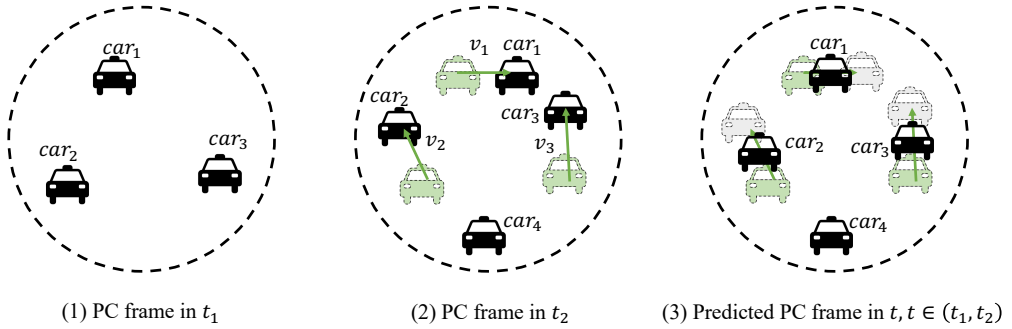 car₁
car₂
car₃
(1) PC frame in t₁
v₁ car₁
car₂
car₃
v₂
v₃
car₄
(2) PC frame in t₂
car₁
car₂
car₃
car₄
(3) Predicted PC frame in t, t ∈ (t₁, t₂)